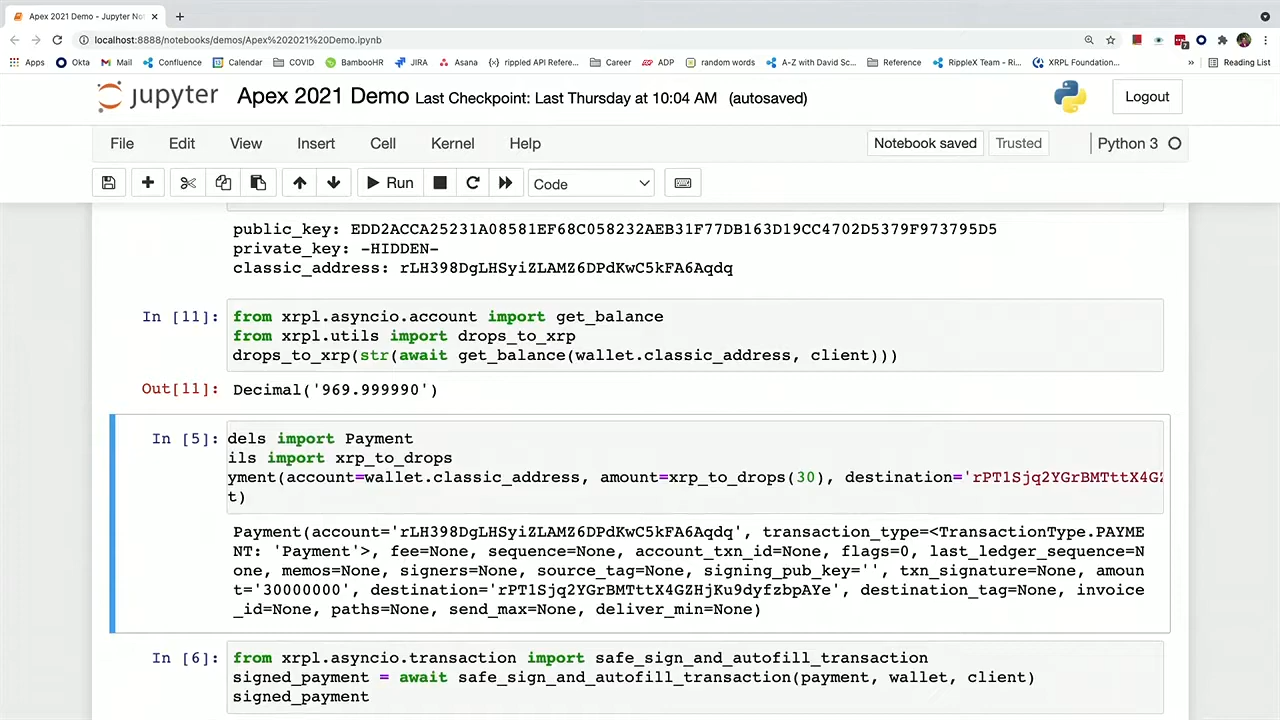 Apex 2021 Demo - Jupyter Not
localhost:8888/notebooks/demos/Apex%202021%20Demo.ipynb
Apps Okta Mail Confluence Calendar COVID BambooHR JIRA Asana {x} rippled API Refere... Career ADP random words A-Z with David Sc... Reference RippleX Team - Ri... XRPL Foundation... » Reading List
jupyter Apex 2021 Demo Last Checkpoint: Last Thursday at 10:04 AM (autosaved) Logout
File Edit View Insert Cell Kernel Help Notebook saved Trusted Python 3
Run Code
public_key: EDD2ACCA25231A08581EF68C058232AEB31F77DB163D19CC4702D5379F973795D5
private_key: -HIDDEN-
classic_address: rLH398DgLHSyiZLAMZ6DPdKwC5kFA6Aqdq
In [11]: from xrpl.asyncio.account import get_balance
from xrpl.utils import drops_to_xrp
drops_to_xrp(str(await get_balance(wallet.classic_address, client)))
Out[11]: Decimal('969.999990')
In [5]: dels import Payment
ils import xrp_to_drops
yment(account=wallet.classic_address, amount=xrp_to_drops(30), destination='rPT1Sjq2YGrBMTttX4GZ
t)
Payment(account='rLH398DgLHSyiZLAMZ6DPdKwC5kFA6Aqdq', transaction_type=<TransactionType.PAYME
NT: 'Payment'>, fee=None, sequence=None, account_txn_id=None, flags=0, last_ledger_sequence=N
one, memos=None, signers=None, source_tag=None, signing_pub_key='', txn_signature=None, amoun
t='30000000', destination='rPT1Sjq2YGrBMTttX4GZHjKu9dyfzbpAYe', destination_tag=None, invoice
_id=None, paths=None, send_max=None, deliver_min=None)
In [6]: from xrpl.asyncio.transaction import safe_sign_and_autofill_transaction
signed_payment = await safe_sign_and_autofill_transaction(payment, wallet, client)
signed_payment